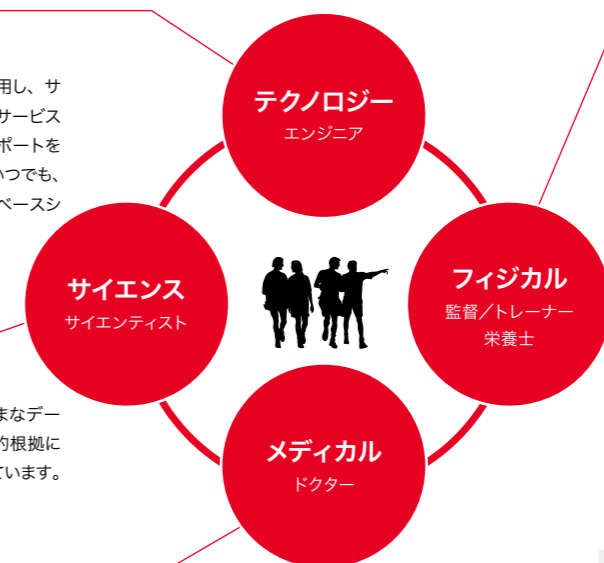 用し、サ
サービス
ポートを
いつでも、
ベースシ
テクノロジー
エンジニア
サイエンス
サイエンティスト
フィジカル
監督／トレーナー
栄養士
まなデー
的根拠に
ています。
メディカル
ドクター